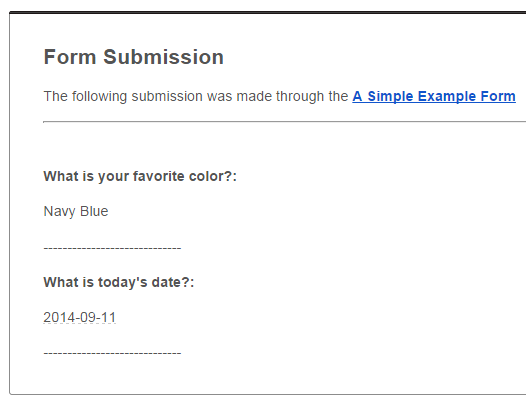 Form Submission
The following submission was made through the A Simple Example Form
What is your favorite color?:
Navy Blue
-----------------------------
What is today's date?:
2014-09-11
-----------------------------